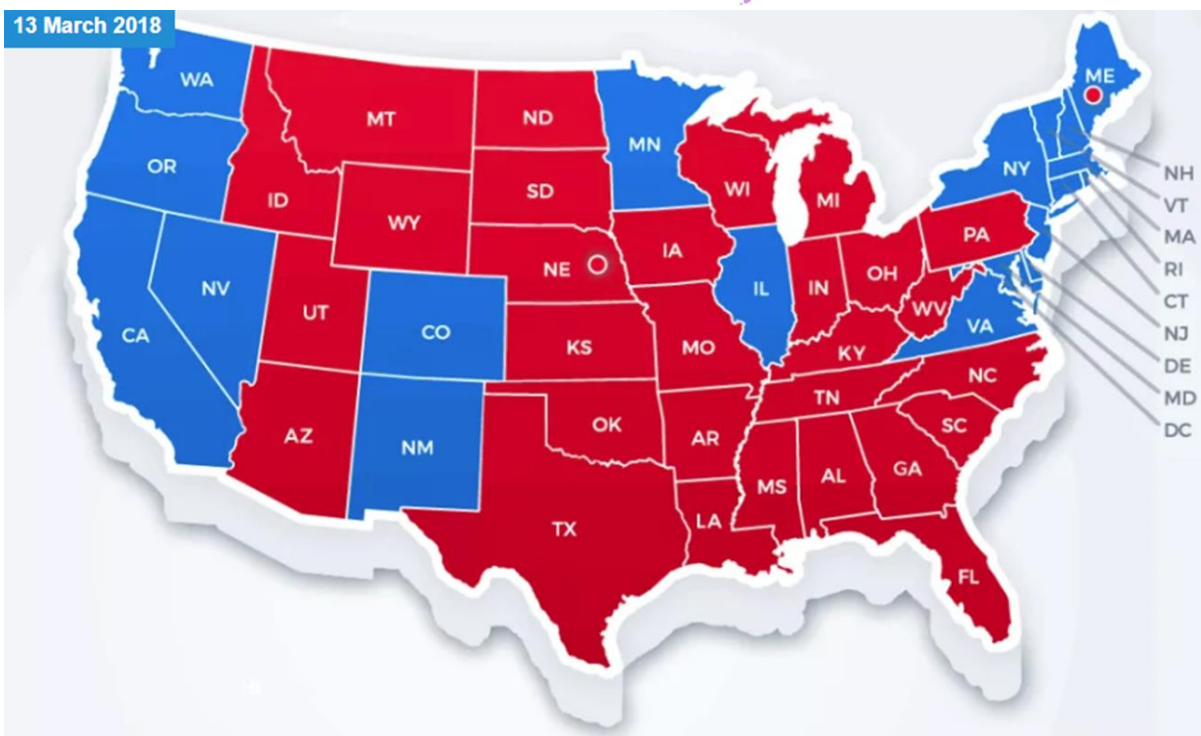 13 March 2018
WA
MT
ND
MN
ME
OR
ID
SD
WI
MI
NY
NH
VT
WY
MA
IA
PA
NE
RI
NV
UT
CO
IL
IN
OH
WV
VA
CT
CA
KS
MO
KY
NJ
DE
AZ
NM
OK
AR
TN
NC
MD
SC
DC
MS
AL
GA
TX
LA
FL